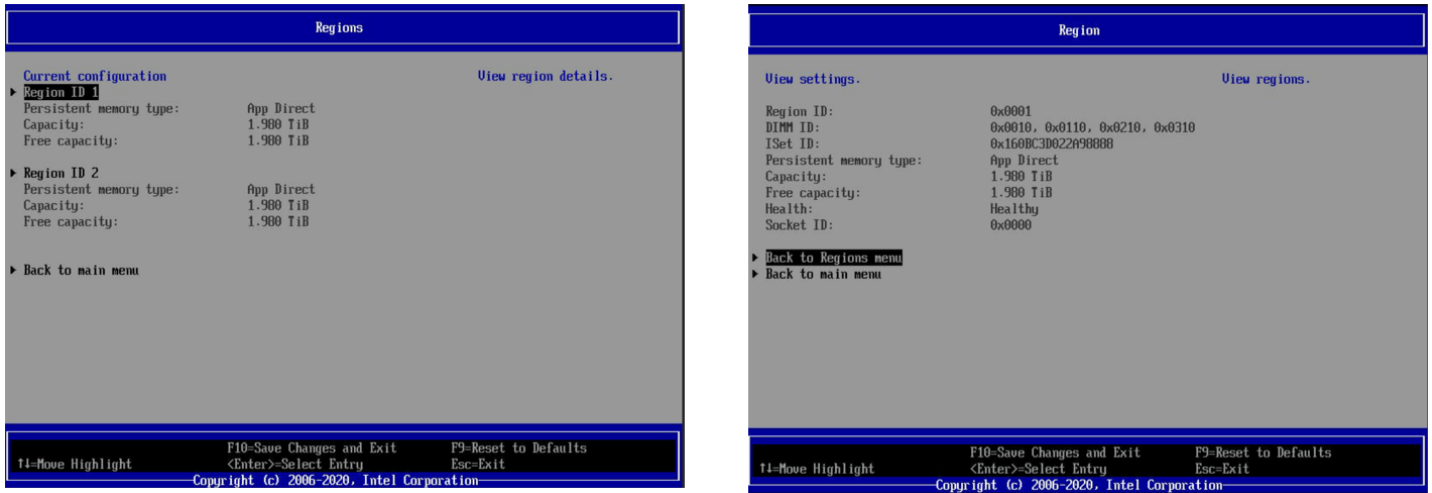 Regions
Current configuration
View region details.
Region ID 1
Persistent memory type: App Direct
Capacity: 1.980 TiB
Free capacity: 1.980 TiB
Region ID 2
Persistent memory type: App Direct
Capacity: 1.980 TiB
Free capacity: 1.980 TiB
Back to main menu
F10=Save Changes and Exit F9=Reset to Defaults
↑↓=Move Highlight <Enter>=Select Entry Esc=Exit
Copyright (c) 2006-2020, Intel Corporation
Region
View settings.
View regions.
Region ID: 0x0001
DIMM ID: 0x0010, 0x0110, 0x0210, 0x0310
ISet ID: 0x160BC3D022A98888
Persistent memory type: App Direct
Capacity: 1.980 TiB
Free capacity: 1.980 TiB
Health: Healthy
Socket ID: 0x0000
Back to Regions menu
Back to main menu
F10=Save Changes and Exit F9=Reset to Defaults
↑↓=Move Highlight <Enter>=Select Entry Esc=Exit
Copyright (c) 2006-2020, Intel Corporation